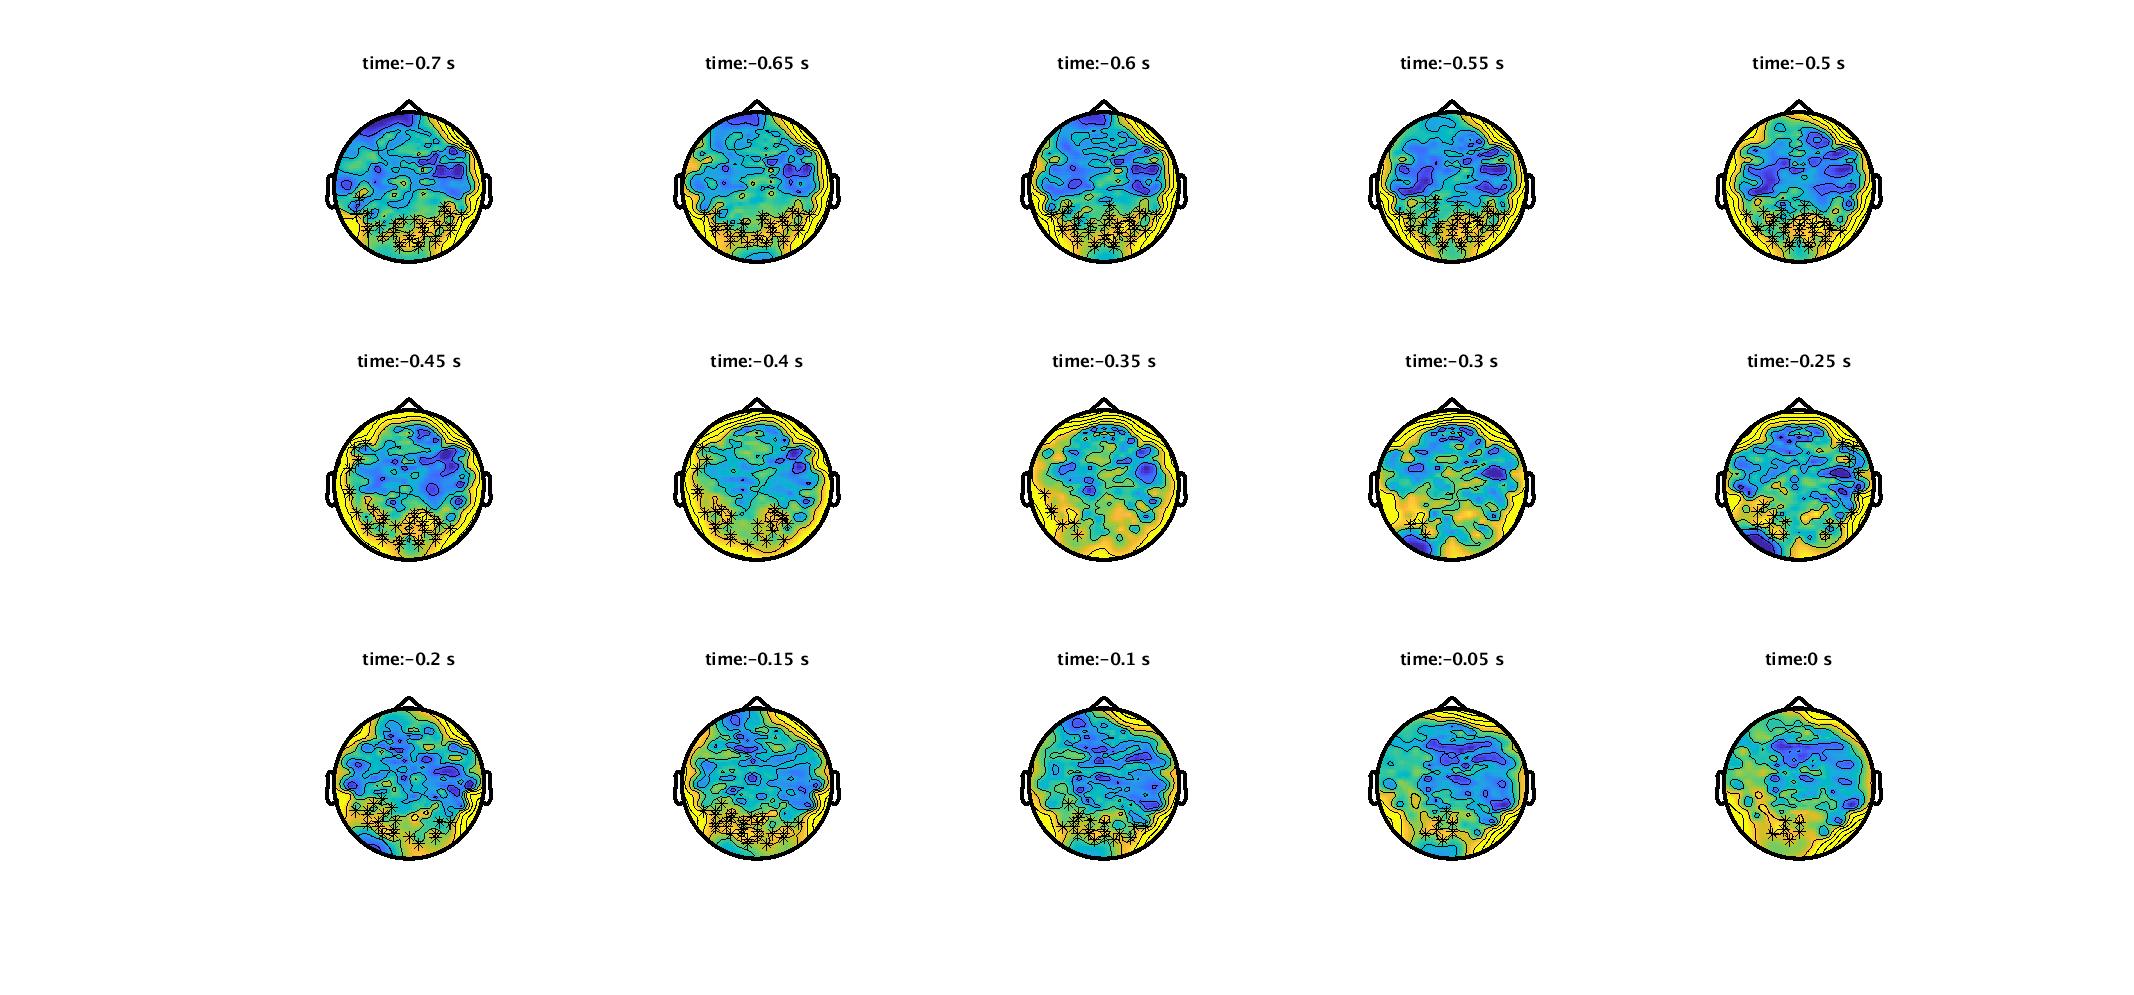 time:-0.7 s
time:-0.65 s
time:-0.6 s
time:-0.55 s
time:-0.5 s
time:-0.45 s
time:-0.4 s
time:-0.35 s
time:-0.3 s
time:-0.25 s
time:-0.2 s
time:-0.15 s
time:-0.1 s
time:-0.05 s
time:0 s